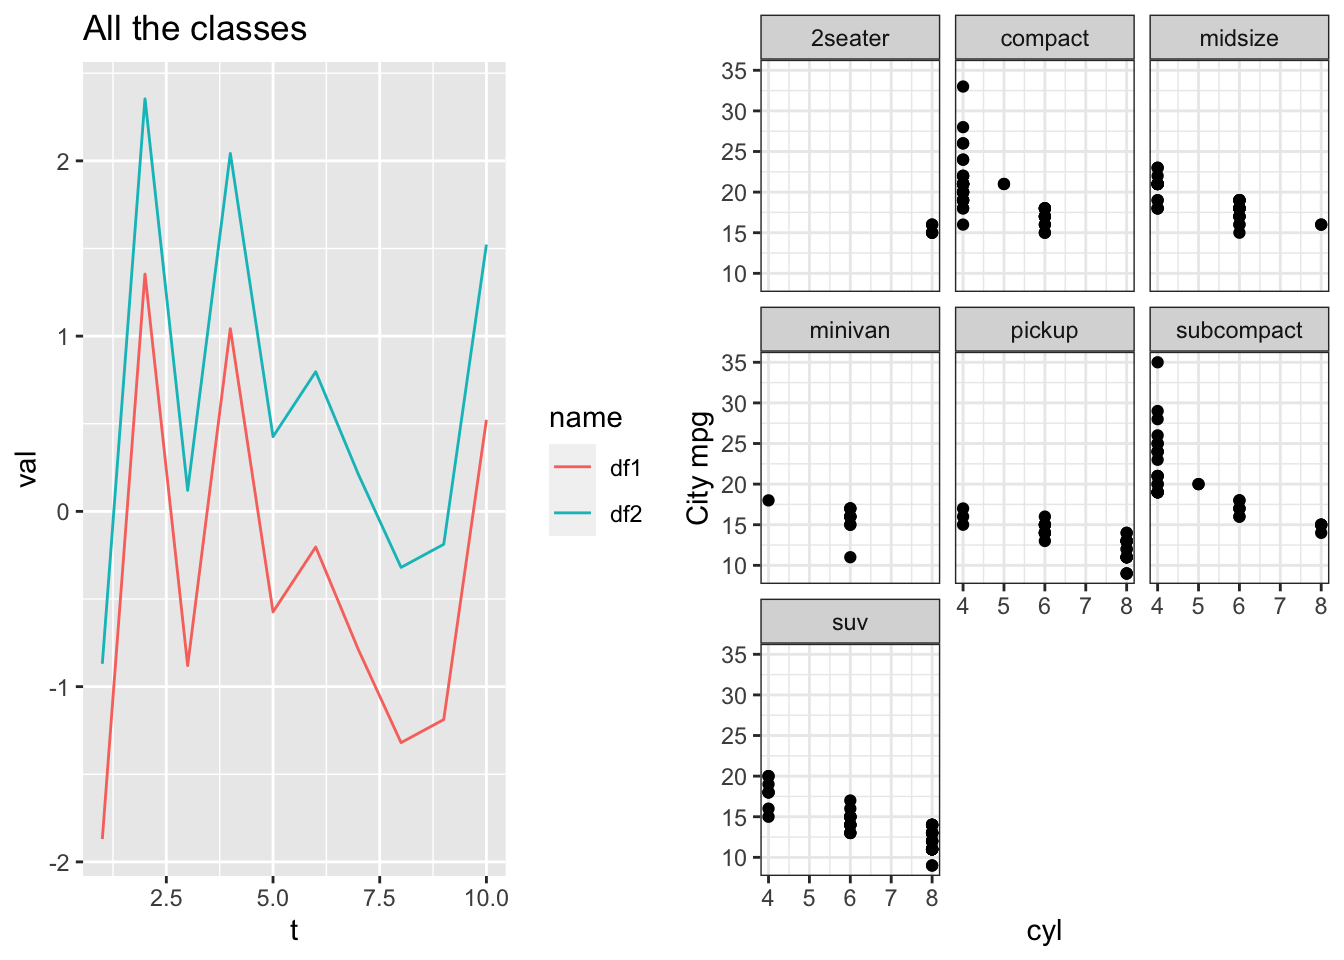 All the classes
val
2
1
0
-1
-2
2.5 5.0 7.5 10.0
t
name
df1
df2
2seater compact midsize
35
30
25
20
15
10
minivan pickup subcompact
City mpg
35
30
25
20
15
10
4 5 6 7 8 4 5 6 7 8
suv
35
30
25
20
15
10
4 5 6 7 8
cyl